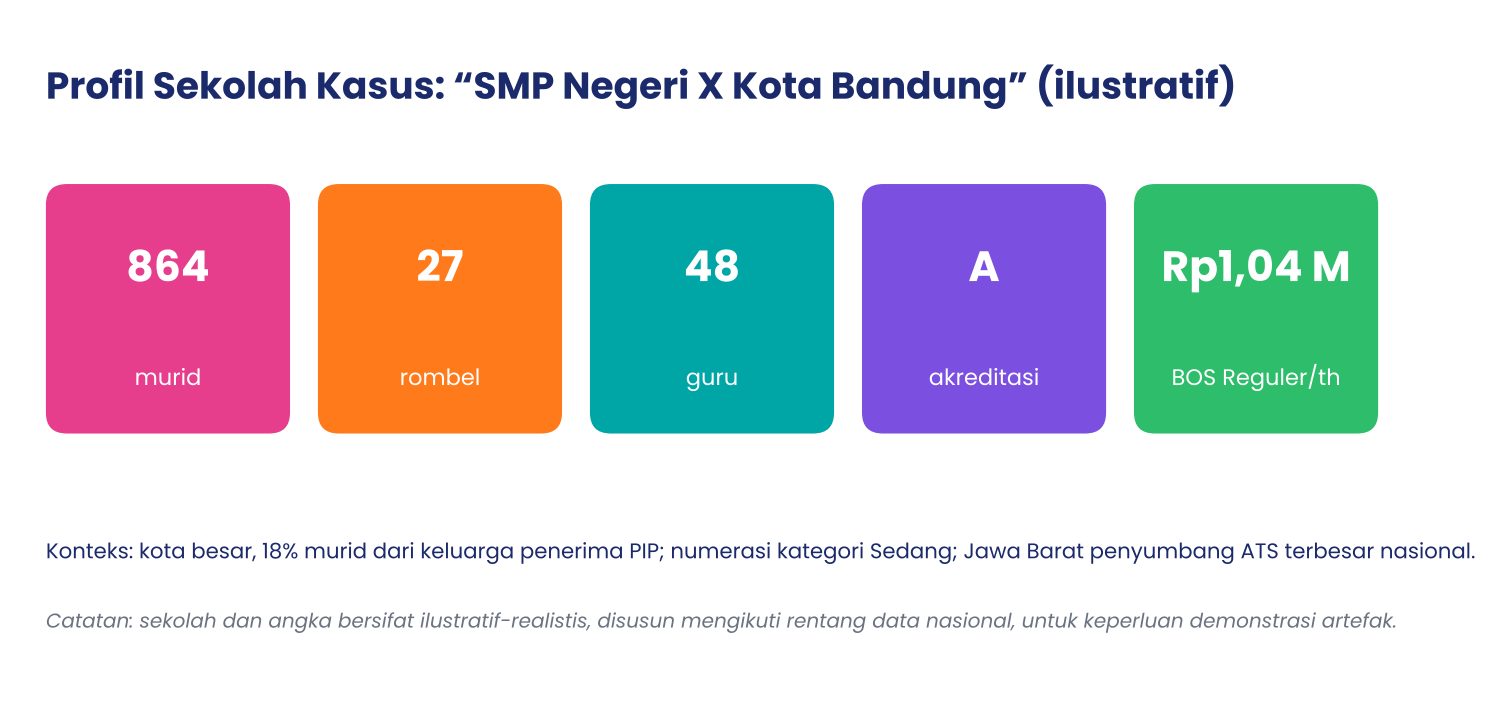 Profil Sekolah Kasus: “SMP Negeri X Kota Bandung” (ilustratif)
864
murid
27
rombel
48
guru
A
akreditasi
Rp1,04 M
BOS Reguler/th
Konteks: kota besar, 18% murid dari keluarga penerima PIP; numerasi kategori Sedang; Jawa Barat penyumbang ATS terbesar nasional.
Catatan: sekolah dan angka bersifat ilustratif-realistis, disusun mengikuti rentang data nasional, untuk keperluan demonstrasi artefak.